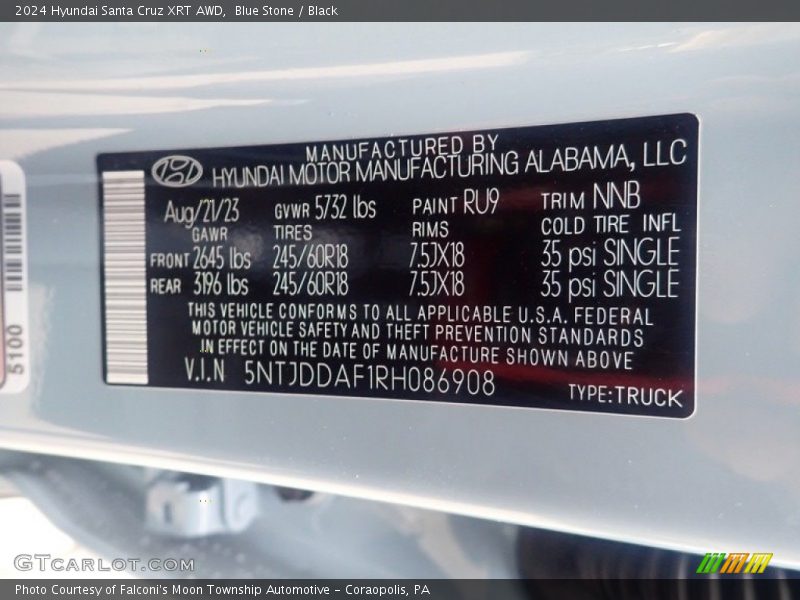 2024 Hyundai Santa Cruz XRT AWD,  Blue Stone / Black
MANUFACTURED BY
HYUNDAI MOTOR MANUFACTURING ALABAMA, LLC
Aug/21/23 GVWR 5732 lbs PAINT RU9 TRIM NNB
GAWR TIRES RIMS COLD TIRE INFL
FRONT 2645 lbs 245/60R18 7.5JX18 35 psi SINGLE
REAR 3196 lbs 245/60R18 7.5JX18 35 psi SINGLE
THIS VEHICLE CONFORMS TO ALL APPLICABLE U.S.A. FEDERAL
MOTOR VEHICLE SAFETY AND THEFT PREVENTION STANDARDS
IN EFFECT ON THE DATE OF MANUFACTURE SHOWN ABOVE
V.I.N 5NTJDDAF1RH086908 TYPE:TRUCK
5100
GTCARLOT.COM
Photo Courtesy of Falconi's Moon Township Automotive - Coraopolis, PA